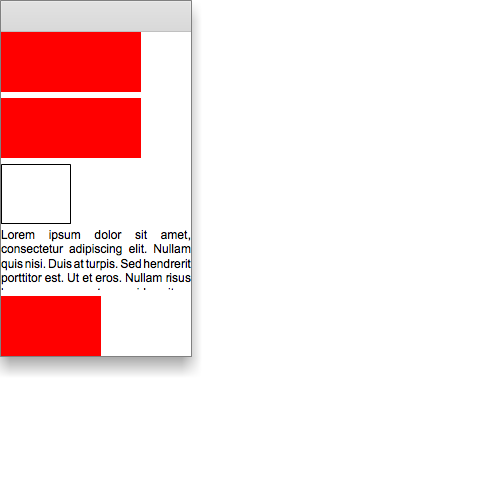 Lorem ipsum dolor sit amet,
consectetur adipiscing elit. Nullam
quis nisi. Duis at turpis. Sed hendrerit
porttitor est. Ut et eros. Nullam risus